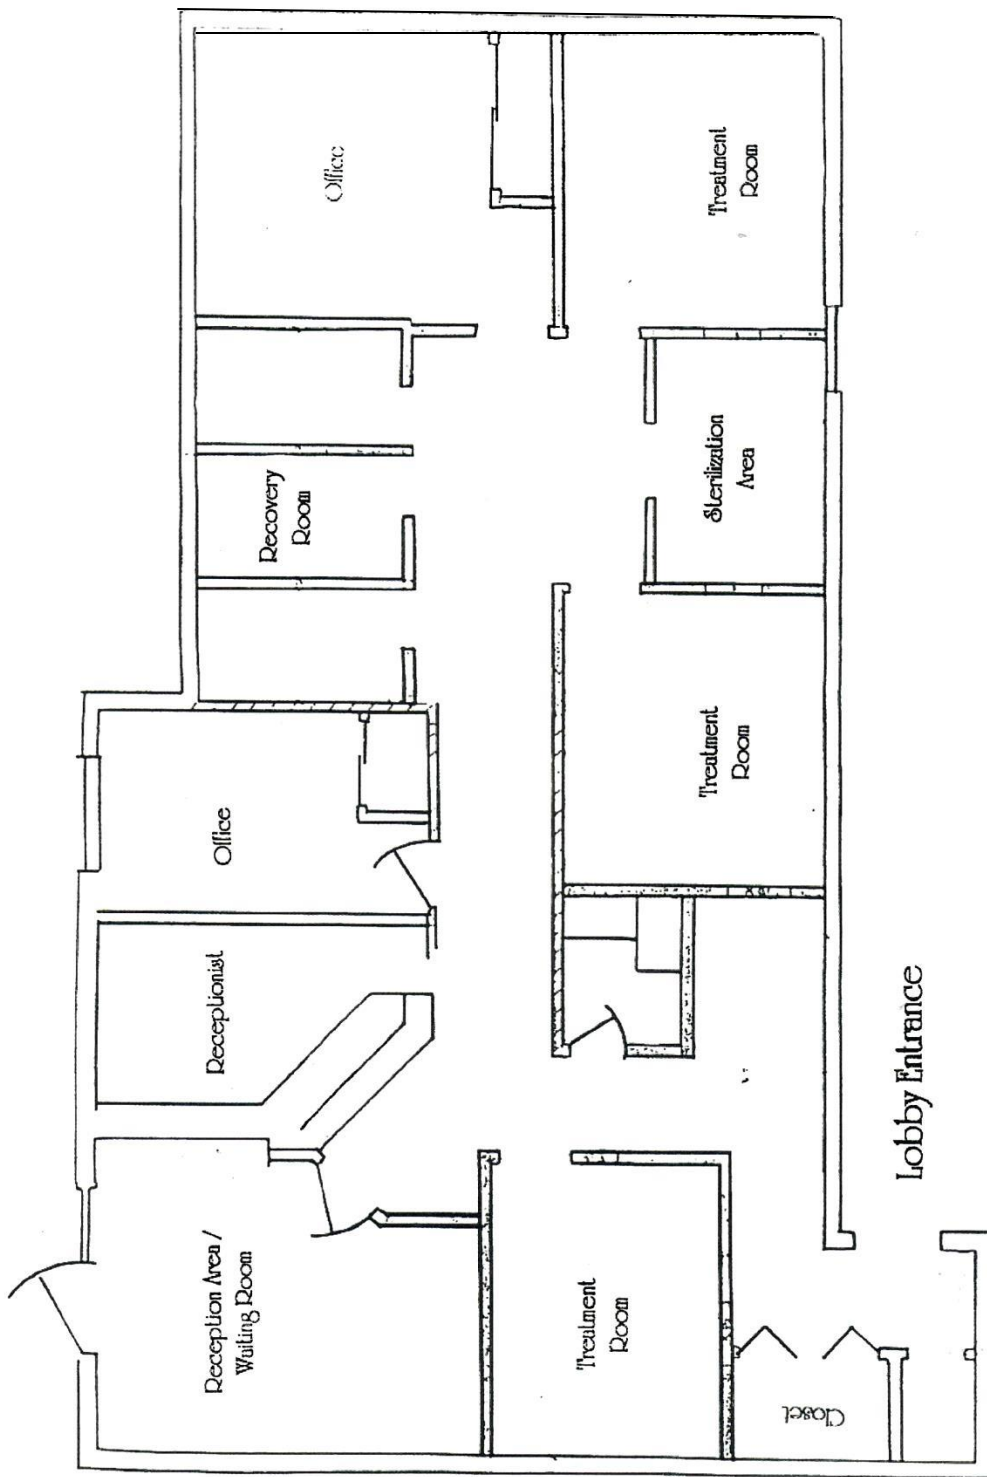 Office
Treatment
Room
Recovery
Room
Sterilization
Area
Office
Treatment
Room
Receptionist
Lobby Entrance
Reception Area /
Waiting Room
Treatment
Room
Closet